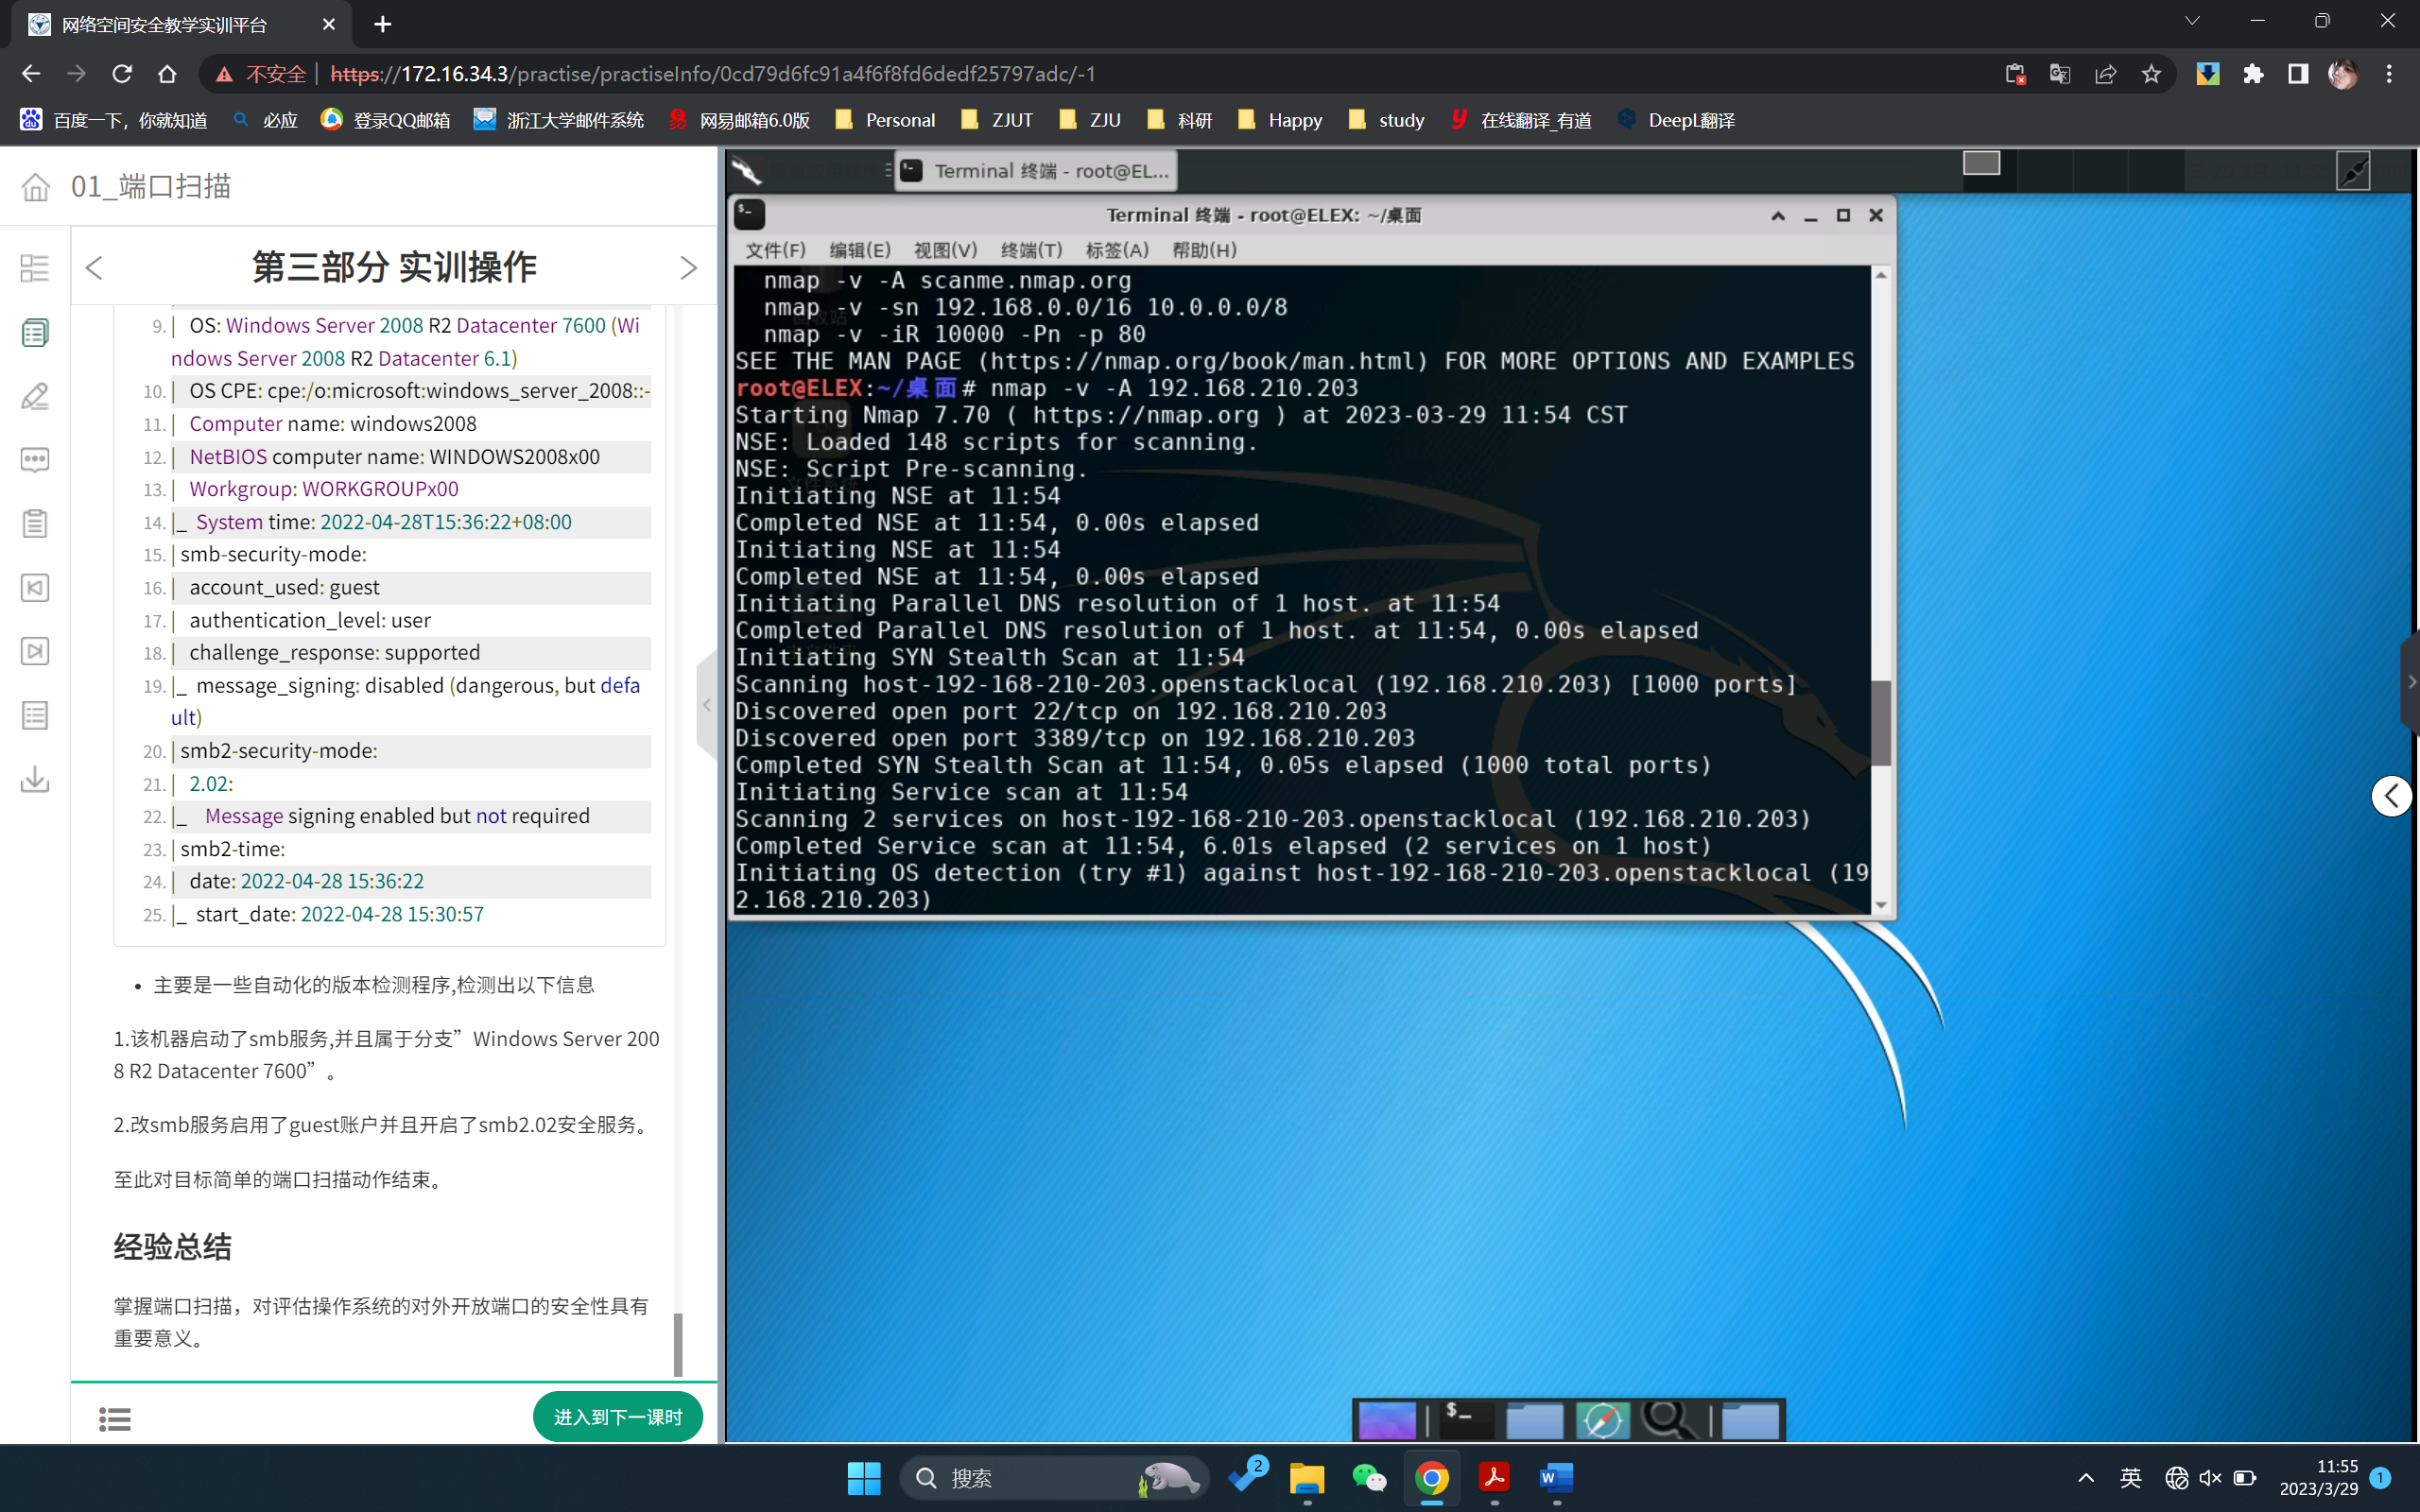 网络空间安全教学实训平台
不安全 | https://172.16.34.3/practise/practiseInfo/0cd79d6fc91a4f6f8fd6dedf25797adc/-1
百度一下，你就知道 必应 登录QQ邮箱 浙江大学邮件系统 网易邮箱6.0版 Personal ZJUT ZJU 科研 Happy study 在线翻译_有道 DeepL翻译
01_端口扫描
第三部分 实训操作
9. | OS: Windows Server 2008 R2 Datacenter 7600 (Wi
ndows Server 2008 R2 Datacenter 6.1)
10. | OS CPE: cpe:/o:microsoft:windows_server_2008::-
11. | Computer name: windows2008
12. | NetBIOS computer name: WINDOWS2008x00
13. | Workgroup: WORKGROUPx00
14. |_ System time: 2022-04-28T15:36:22+08:00
15. | smb-security-mode:
16. | account_used: guest
17. | authentication_level: user
18. | challenge_response: supported
19. |_ message_signing: disabled (dangerous, but defa
ult)
20. | smb2-security-mode:
21. | 2.02:
22. |_ Message signing enabled but not required
23. | smb2-time:
24. | date: 2022-04-28 15:36:22
25. |_ start_date: 2022-04-28 15:30:57
• 主要是一些自动化的版本检测程序,检测出以下信息
1.该机器启动了smb服务,并且属于分支”Windows Server 200
8 R2 Datacenter 7600”。
2.改smb服务启用了guest账户并且开启了smb2.02安全服务。
至此对目标简单的端口扫描动作结束。
经验总结
掌握端口扫描，对评估操作系统的对外开放端口的安全性具有
重要意义。
进入到下一课时
Terminal 终端 - root@EL...
Terminal 终端 - root@ELEX: ~/桌面
文件(F) 编辑(E) 视图(V) 终端(T) 标签(A) 帮助(H)
nmap -v -A scanme.nmap.org
nmap -v -sn 192.168.0.0/16 10.0.0.0/8
nmap -v -iR 10000 -Pn -p 80
SEE THE MAN PAGE (https://nmap.org/book/man.html) FOR MORE OPTIONS AND EXAMPLES
root@ELEX:~/桌面# nmap -v -A 192.168.210.203
Starting Nmap 7.70 ( https://nmap.org ) at 2023-03-29 11:54 CST
NSE: Loaded 148 scripts for scanning.
NSE: Script Pre-scanning.
Initiating NSE at 11:54
Completed NSE at 11:54, 0.00s elapsed
Initiating NSE at 11:54
Completed NSE at 11:54, 0.00s elapsed
Initiating Parallel DNS resolution of 1 host. at 11:54
Completed Parallel DNS resolution of 1 host. at 11:54, 0.00s elapsed
Initiating SYN Stealth Scan at 11:54
Scanning host-192-168-210-203.openstacklocal (192.168.210.203) [1000 ports]
Discovered open port 22/tcp on 192.168.210.203
Discovered open port 3389/tcp on 192.168.210.203
Completed SYN Stealth Scan at 11:54, 0.05s elapsed (1000 total ports)
Initiating Service scan at 11:54
Scanning 2 services on host-192-168-210-203.openstacklocal (192.168.210.203)
Completed Service scan at 11:54, 6.01s elapsed (2 services on 1 host)
Initiating OS detection (try #1) against host-192-168-210-203.openstacklocal (19
2.168.210.203)
搜索
2
英
11:55
2023/3/29
1